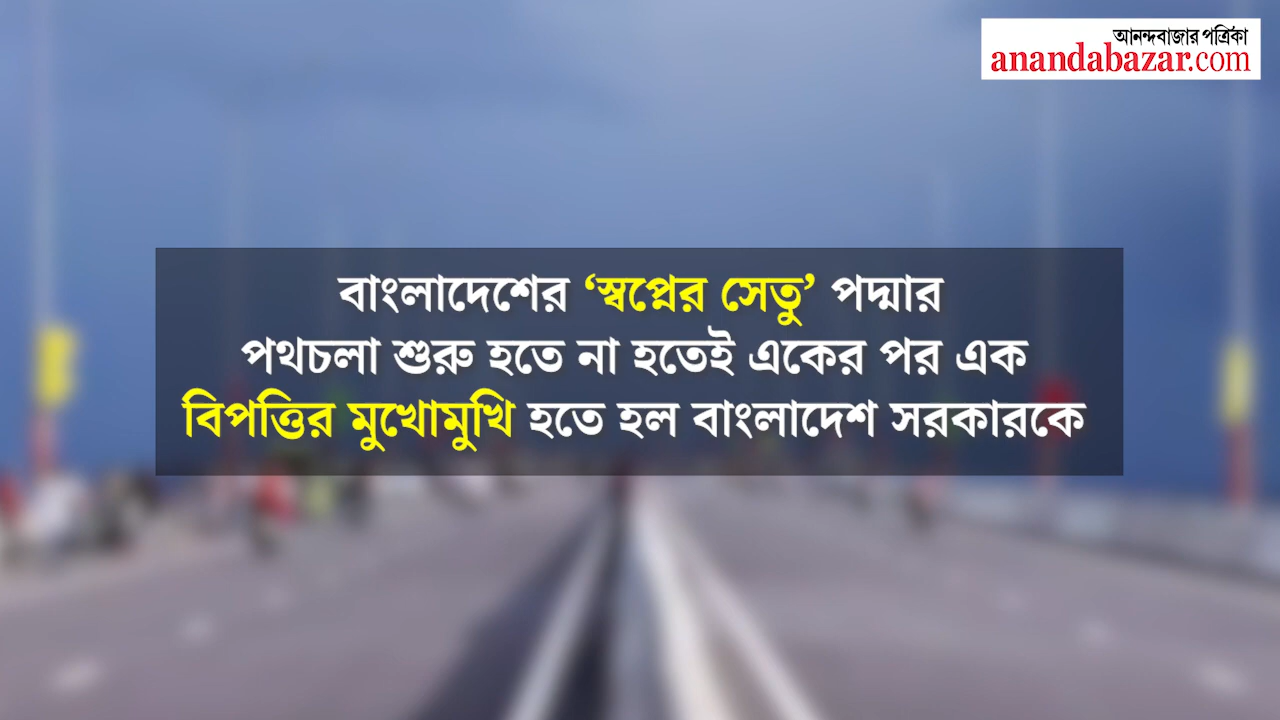 আনন্দবাজার পত্রিকা
anandabazar.com
বাংলাদেশের ‘স্বপ্নের সেতু’ পদ্মার
পথচলা শুরু হতে না হতেই একের পর এক
বিপত্তির মুখোমুখি হতে হল বাংলাদেশ সরকারকে